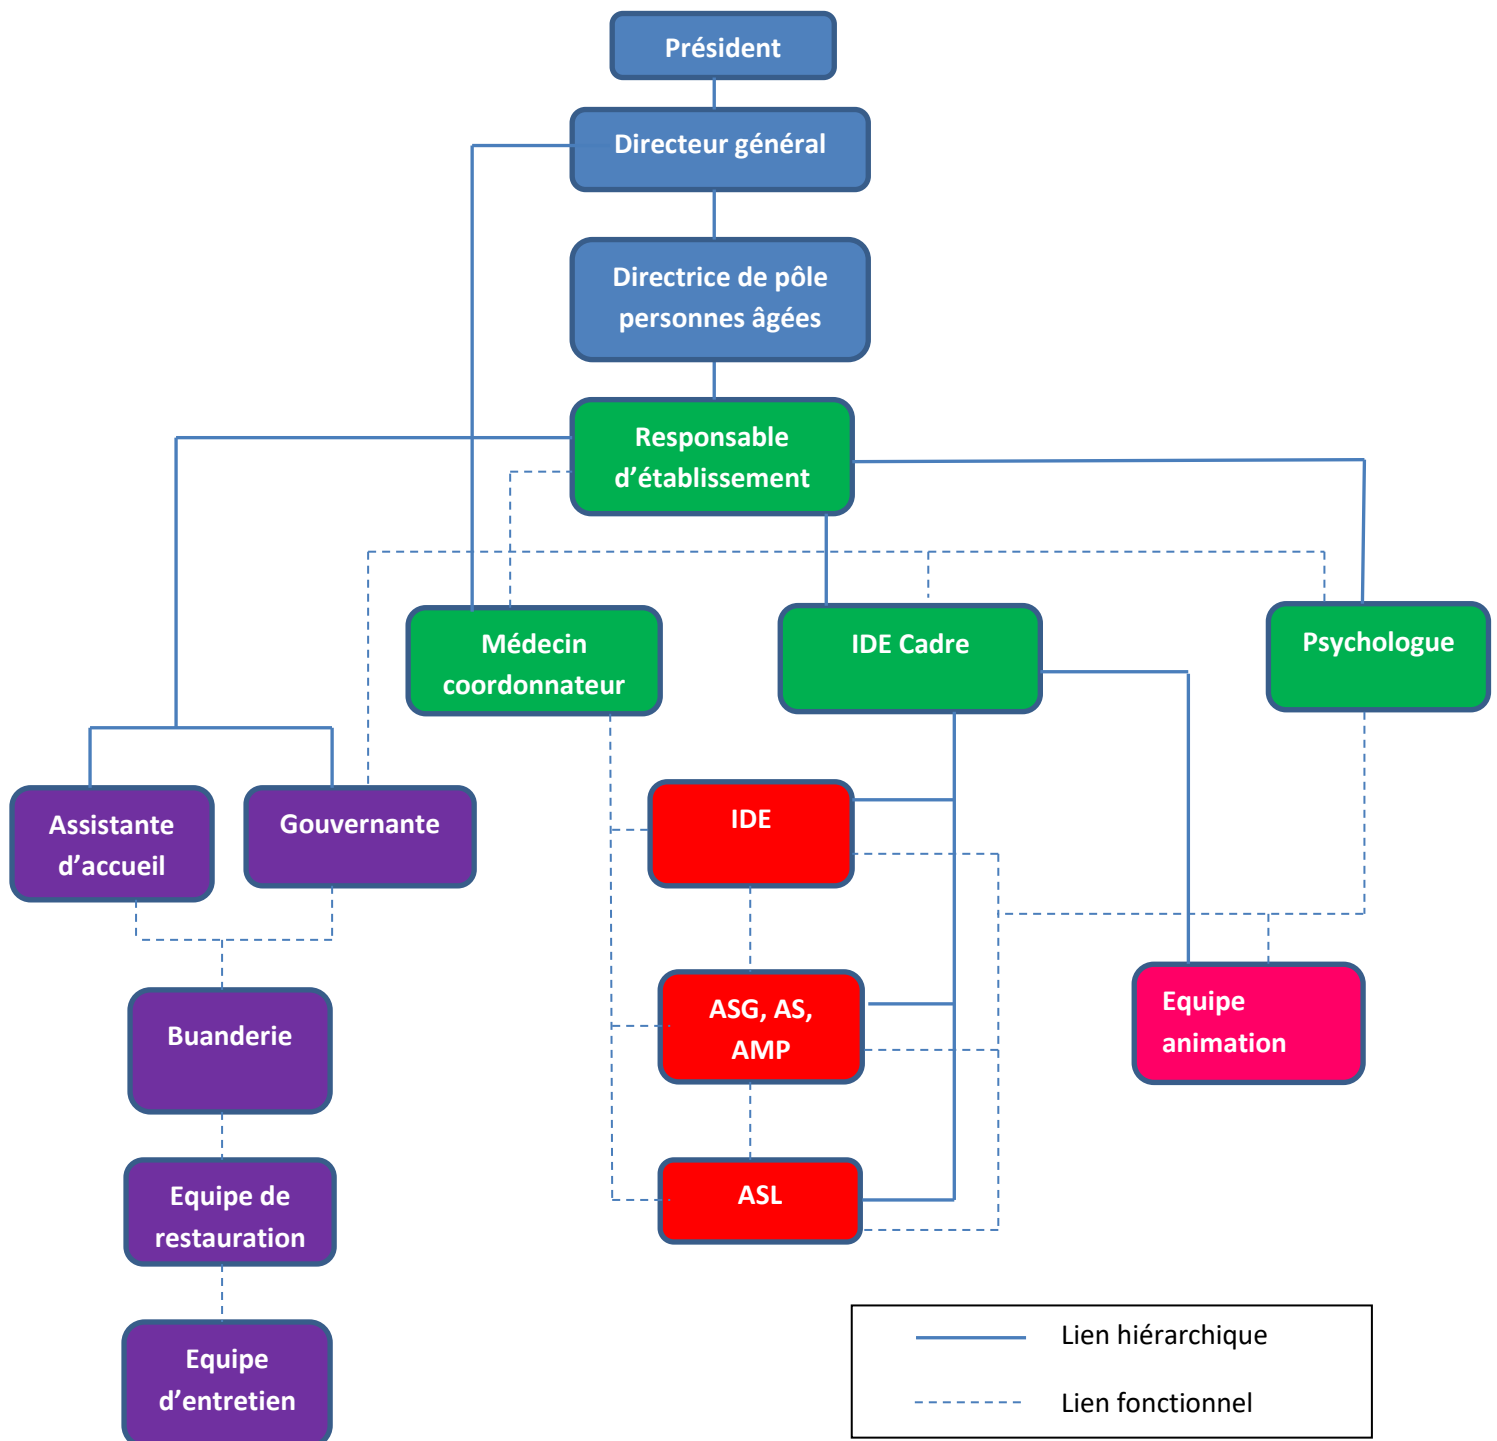 Président
Directeur général
Directrice de pôle
personnes âgées
Responsable
d’établissement
Médecin
coordonnateur
IDE Cadre
Psychologue
Assistante
d’accueil
Gouvernante
IDE
Buanderie
ASG, AS,
AMP
Equipe
animation
Equipe de
restauration
ASL
Equipe
d’entretien
Lien hiérarchique
Lien fonctionnel